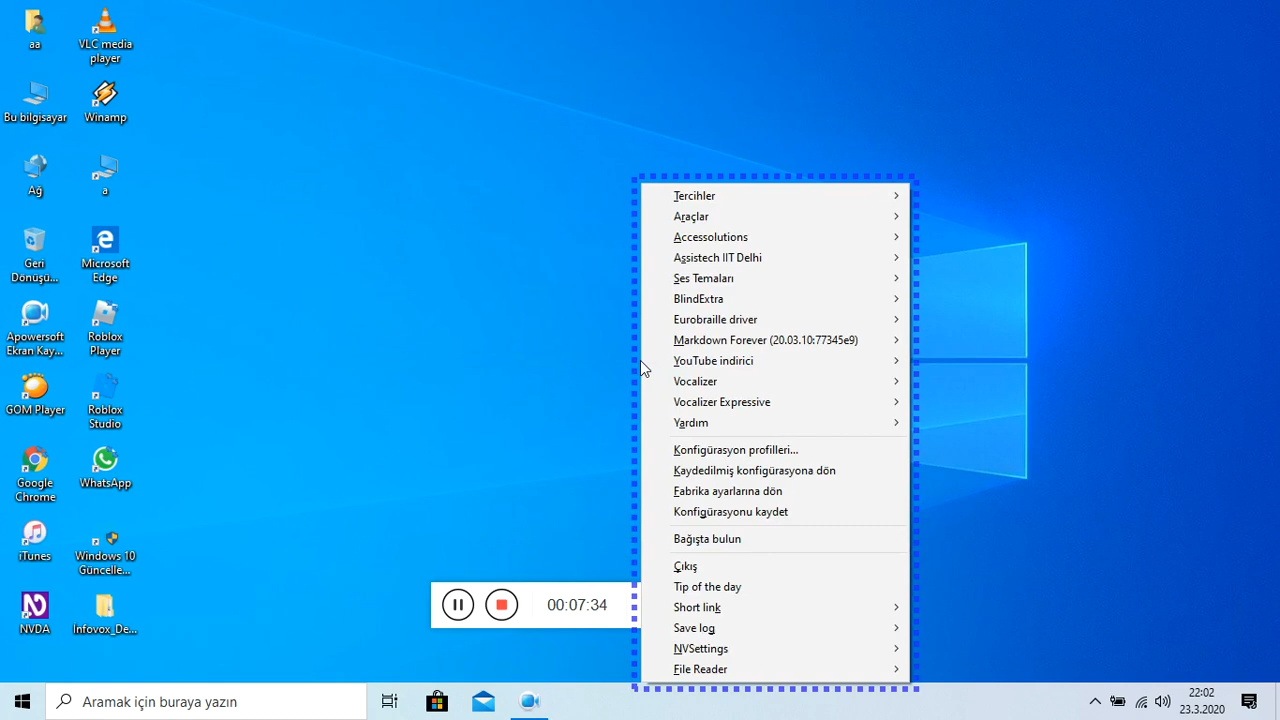 aa
VLC media
player
Bu bilgisayar
Winamp
Ağ
a
Geri
Dönüşü...
Microsoft
Edge
Apowersoft
Ekran Kay...
Roblox
Player
GOM Player
Roblox
Studio
Google
Chrome
WhatsApp
iTunes
Windows 10
Güncelle...
NVDA
Infovox_De...
Tercihler
Araçlar
Accessolutions
Assistech IIT Delhi
Ses Temaları
BlindExtra
Eurobraille driver
Markdown Forever (20.03.10:77345e9)
YouTube indirici
Vocalizer
Vocalizer Expressive
Yardım
Konfigürasyon profilleri...
Kaydedilmiş konfigürasyona dön
Fabrika ayarlarına dön
Konfigürasyonu kaydet
Bağışta bulun
Çıkış
Tip of the day
Short link
Save log
NVSettings
File Reader
00:07:34
Aramak için buraya yazın
22:02
23.3.2020